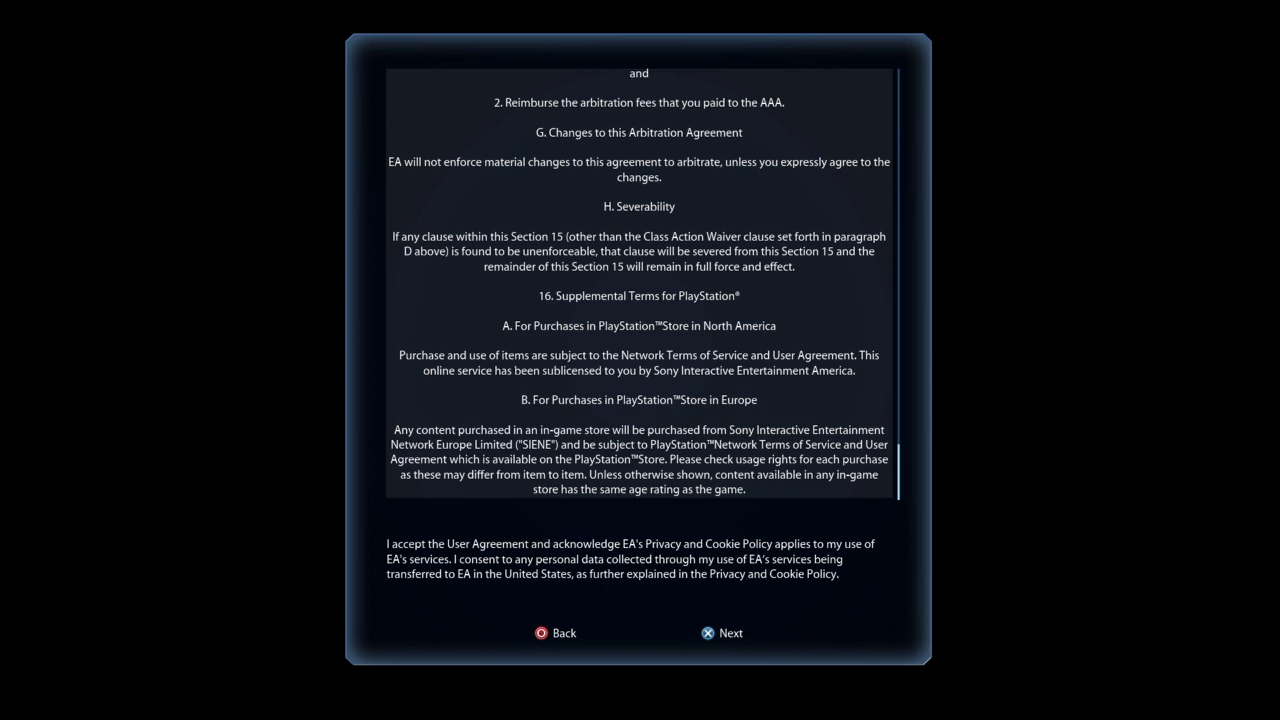 and
2. Reimburse the arbitration fees that you paid to the AAA.
G. Changes to this Arbitration Agreement
EA will not enforce material changes to this agreement to arbitrate, unless you expressly agree to the
changes.
H. Severability
If any clause within this Section 15 (other than the Class Action Waiver clause set forth in paragraph
D above) is found to be unenforceable, that clause will be severed from this Section 15 and the
remainder of this Section 15 will remain in full force and effect.
16. Supplemental Terms for PlayStation®
A. For Purchases in PlayStation™Store in North America
Purchase and use of items are subject to the Network Terms of Service and User Agreement. This
online service has been sublicensed to you by Sony Interactive Entertainment America.
B. For Purchases in PlayStation™Store in Europe
Any content purchased in an in-game store will be purchased from Sony Interactive Entertainment
Network Europe Limited ("SIENE") and be subject to PlayStation™Network Terms of Service and User
Agreement which is available on the PlayStation™Store. Please check usage rights for each purchase
as these may differ from item to item. Unless otherwise shown, content available in any in-game
store has the same age rating as the game.
I accept the User Agreement and acknowledge EA's Privacy and Cookie Policy applies to my use of
EA's services. I consent to any personal data collected through my use of EA's services being
transferred to EA in the United States, as further explained in the Privacy and Cookie Policy.
Back
Next